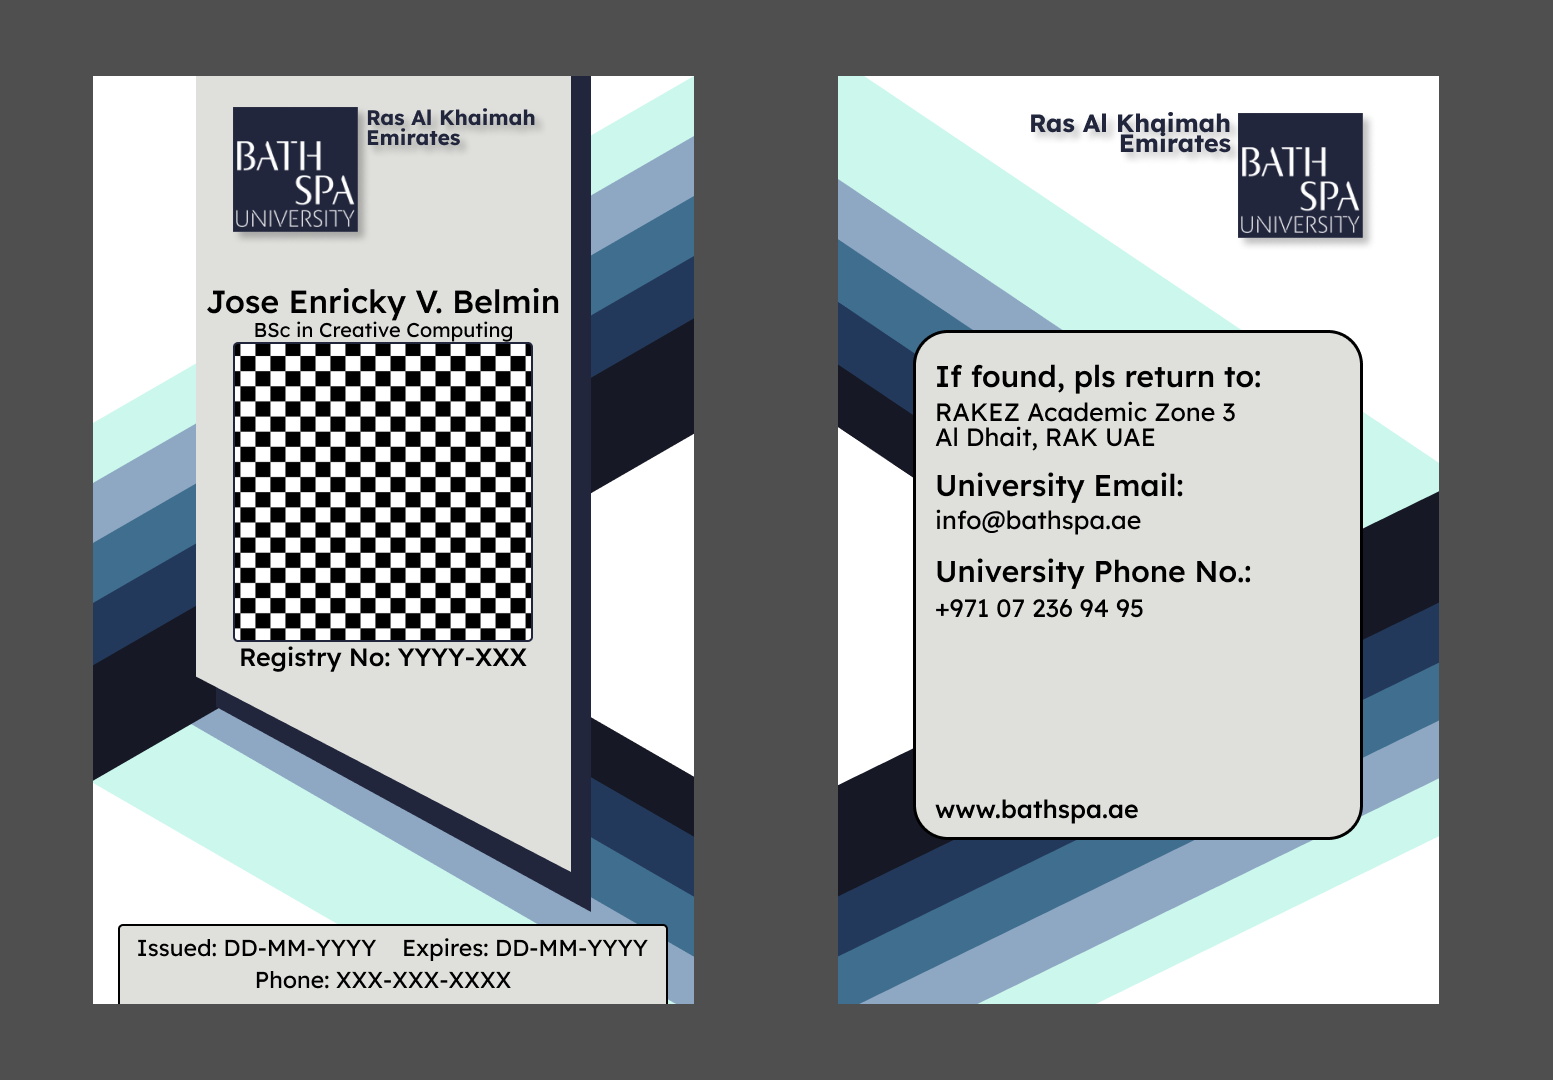 BATH
SPA
UNIVERSITY
Ras Al Khaimah
Emirates
Jose Enricky V. Belmin
BSc in Creative Computing
Registry No: YYYY-XXX
Issued: DD-MM-YYYY Expires: DD-MM-YYYY
Phone: XXX-XXX-XXXX
Ras Al Khaimah
Emirates
BATH
SPA
UNIVERSITY
If found, pls return to:
RAKEZ Academic Zone 3
Al Dhait, RAK UAE
University Email:
info@bathspa.ae
University Phone No.:
+971 07 236 94 95
www.bathspa.ae